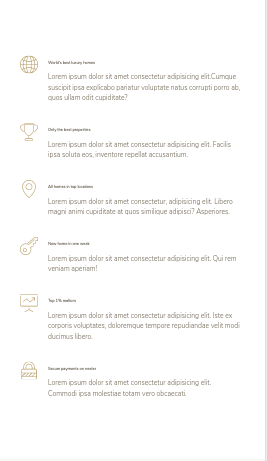 World's best luxury homes
Lorem ipsum dolor sit amet consectetur adipisicing elit.Cumque
suscipit ipsa explicabo pariatur voluptate natus corrupti porro ab,
quos ullam odit cupiditate?
Only the best properties
Lorem ipsum dolor sit amet consectetur adipisicing elit. Facilis
ipsa soluta eos, inventore repellat accusantium.
All homes in top locations
Lorem ipsum dolor sit amet consectetur, adipisicing elit. Libero
magni animi cupiditate at quos similique adipisci? Asperiores.
New home in one week
Lorem ipsum dolor sit amet consectetur adipisicing elit. Qui rem
veniam aperiam!
Top 1% realtors
Lorem ipsum dolor sit amet consectetur adipisicing elit. Iste ex
corporis voluptates, doloremque tempore repudiandae velit modi
ducimus libero.
Secure payments on nexter
Lorem ipsum dolor sit amet consectetur adipisicing elit.
Commodi ipsa molestiae totam vero obcaecati.